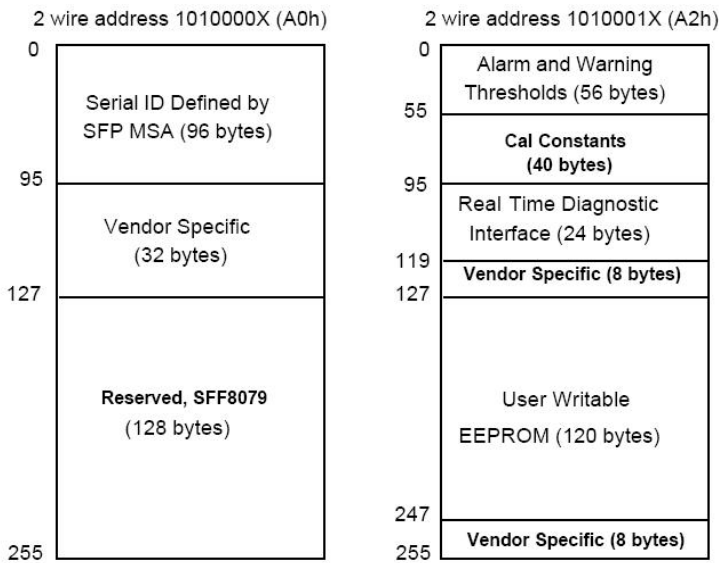 2 wire address 1010000X (A0h)
0
Serial ID Defined by
SFP MSA (96 bytes)
95
Vendor Specific
(32 bytes)
127
Reserved, SFF8079
(128 bytes)
255
2 wire address 1010001X (A2h)
0
Alarm and Warning
Thresholds (56 bytes)
55
Cal Constants
(40 bytes)
95
Real Time Diagnostic
Interface (24 bytes)
119
Vendor Specific (8 bytes)
127
User Writable
EEPROM (120 bytes)
247
Vendor Specific (8 bytes)
255